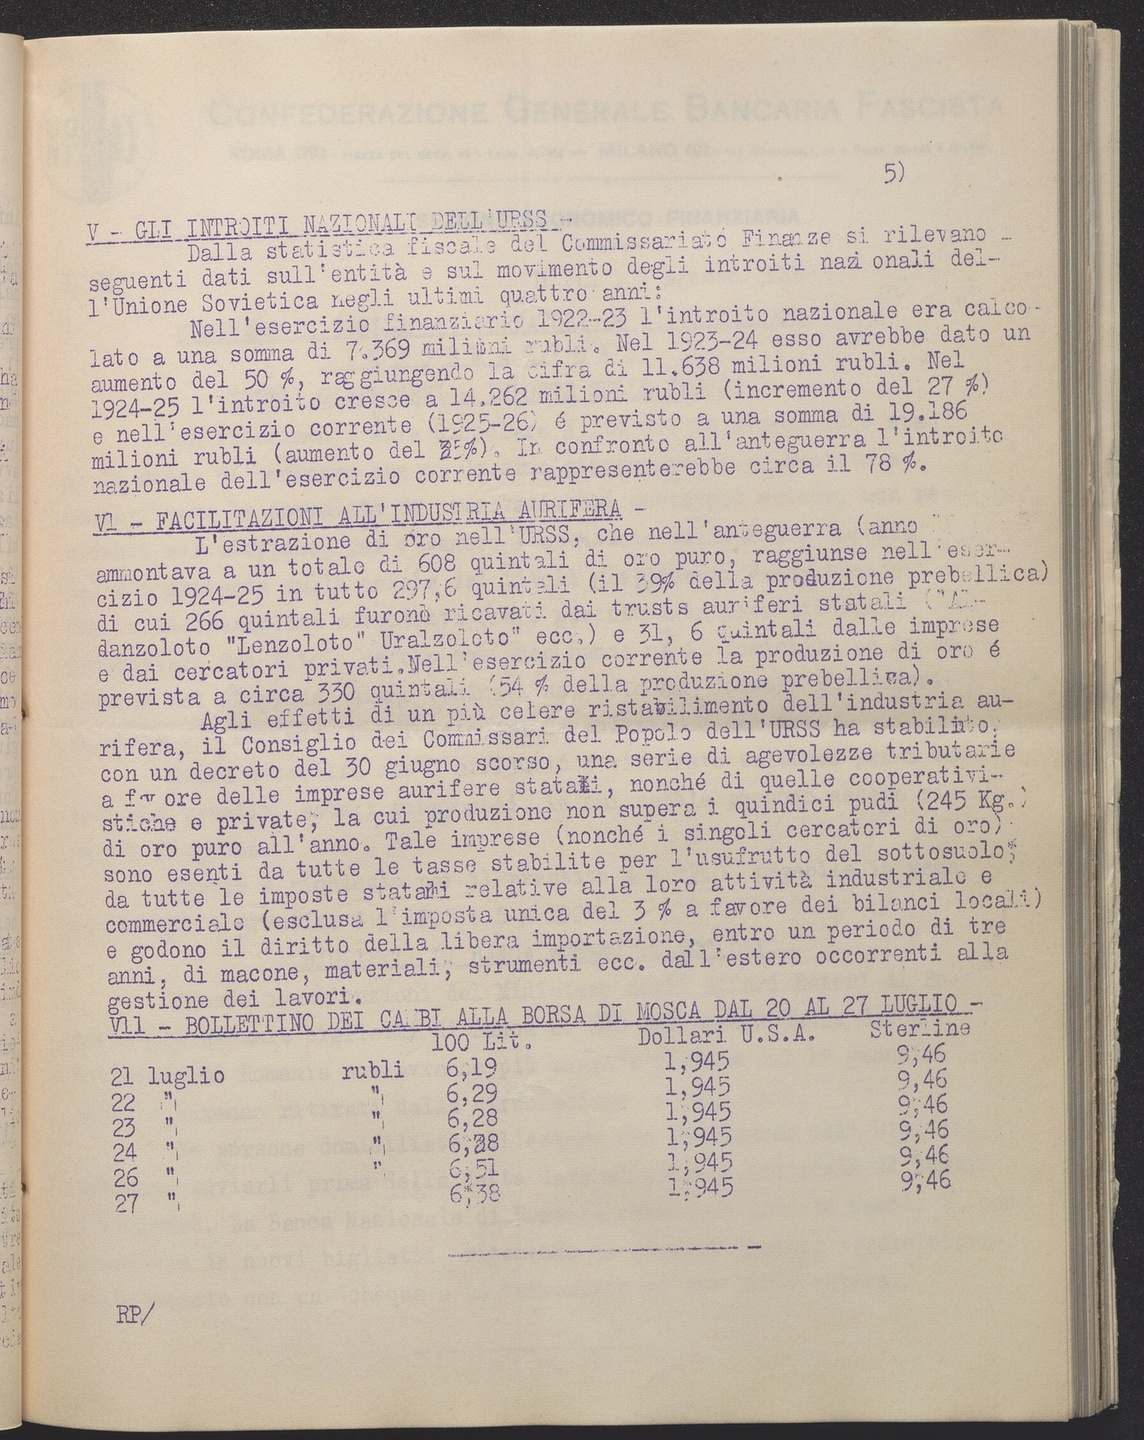 5)
V - GLI INTROITI NAZIONALI DELL'URSS -
Dalla statistica fiscale del Commissariato Finanze si rilevano -
seguenti dati sull'entità e sul movimento degli introiti nazionali del-
l'Unione Sovietica negli ultimi quattro anni:
Nell'esercizio finanziario 1922-23 l'introito nazionale era calco-
lato a una somma di 7.369 milioni rubli. Nel 1923-24 esso avrebbe dato un
aumento del 50 %, raggiungendo la cifra di 11.638 milioni rubli. Nel
1924-25 l'introito cresce a 14.262 milioni rubli (incremento del 27 %)
e nell'esercizio corrente (1925-26) é previsto a una somma di 19.186
milioni rubli (aumento del 35%). In confronto all'anteguerra l'introito
nazionale dell'esercizio corrente rappresenterebbe circa il 78 %.
V1 - FACILITAZIONI ALL'INDUSTRIA AURIFERA -
L'estrazione di oro nell'URSS, che nell'anteguerra (anno
ammontava a un totale di 608 quintali di oro puro, raggiunse nell'eser-
cizio 1924-25 in tutto 297,6 quintali (il 39% della produzione prebellica)
di cui 266 quintali furono ricavati dai trusts auriferi statali ("Al-
danzoloto "Lenzoloto" Uralzoloto" ecc.) e 31, 6 quintali dalle imprese
e dai cercatori privati.Nell'esercizio corrente la produzione di oro é
prevista a circa 330 quintali (54 % della produzione prebellica).
Agli effetti di un più celere ristabilimento dell'industria au-
rifera, il Consiglio dei Commissari del Popolo dell'URSS ha stabilito,
con un decreto del 30 giugno scorso, una serie di agevolezze tributarie
a favore delle imprese aurifere statali, nonché di quelle cooperativi-
stiche e private, la cui produzione non supera i quindici pudi (245 Kg.)
di oro puro all'anno. Tale imprese (nonché i singoli cercatori di oro)
sono esenti da tutte le tasse stabilite per l'usufrutto del sottosuolo,
da tutte le imposte statali relative alla loro attività industriale e
commerciale (esclusa l'imposta unica del 3 % a favore dei bilanci locali)
e godono il diritto della libera importazione, entro un periodo di tre
anni, di macone, materiali, strumenti ecc. dall'estero occorrenti alla
gestione dei lavori.
V11 - BOLLETTINO DEI CAMBI ALLA BORSA DI MOSCA DAL 20 AL 27 LUGLIO -
100 Lit. Dollari U.S.A. Sterline
21 luglio rubli 6,19 1,945 9,46
22 " " 6,29 1,945 9,46
23 " " 6,28 1,945 9,46
24 " " 6,28 1,945 9,46
26 " " 6,51 1,945 9,46
27 " 6,38 1,945 9,46
RP/